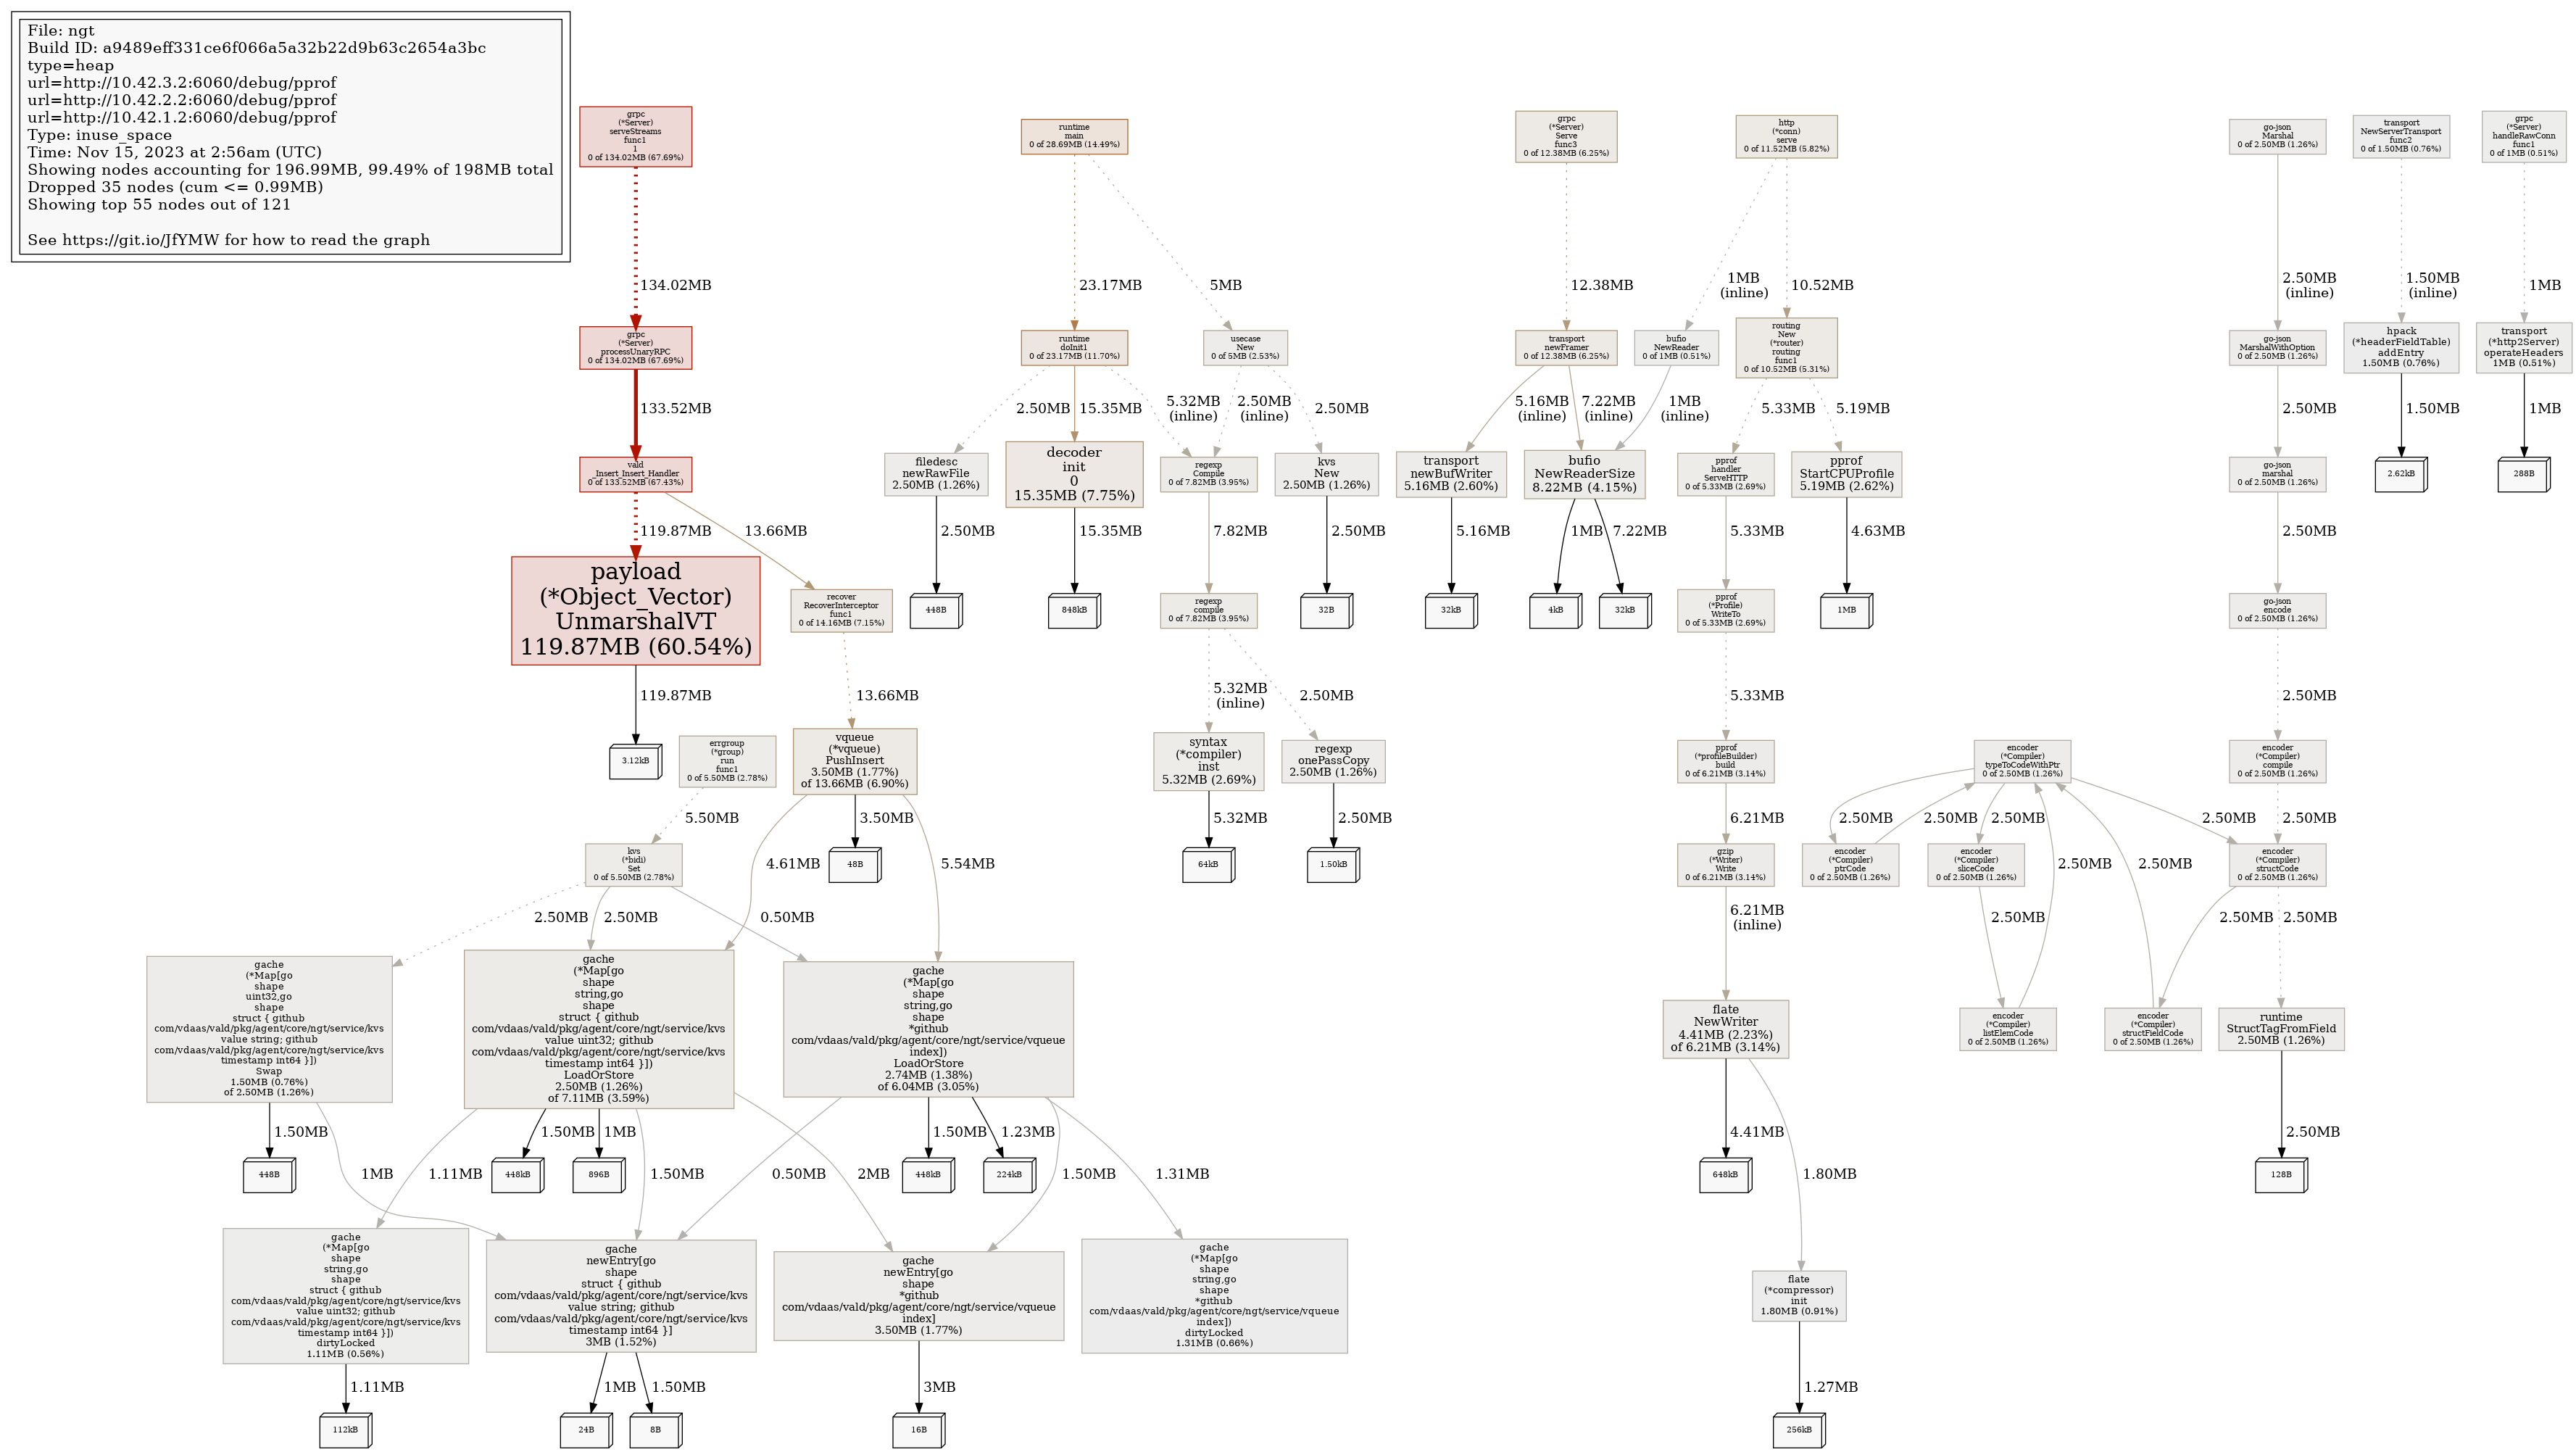 File: ngt
Build ID: a9489eff331ce6f066a5a32b22d9b63c2654a3bc
type=heap
url=http://10.42.3.2:6060/debug/pprof
url=http://10.42.2.2:6060/debug/pprof
url=http://10.42.1.2:6060/debug/pprof
Type: inuse_space
Time: Nov 15, 2023 at 2:56am (UTC)
Showing nodes accounting for 196.99MB, 99.49% of 198MB total
Dropped 35 nodes (cum <= 0.99MB)
Showing top 55 nodes out of 121
See https://git.io/JfYMW for how to read the graph
grpc
(*Server)
serveStreams
func1
1
0 of 134.02MB (67.69%)
134.02MB
grpc
(*Server)
processUnaryRPC
0 of 134.02MB (67.69%)
133.52MB
vald
_Insert_Insert_Handler
0 of 133.52MB (67.43%)
119.87MB
13.66MB
payload
(*Object_Vector)
UnmarshalVT
119.87MB (60.54%)
119.87MB
3.12kB
recover
RecoverInterceptor
func1
0 of 14.16MB (7.15%)
13.66MB
errgroup
(*group)
run
func1
0 of 5.50MB (2.78%)
5.50MB
vqueue
(*vqueue)
PushInsert
3.50MB (1.77%)
of 13.66MB (6.90%)
4.61MB
3.50MB
5.54MB
48B
kvs
(*bidi)
Set
0 of 5.50MB (2.78%)
2.50MB
2.50MB
0.50MB
gache
(*Map[go
shape
uint32,go
shape
struct { github
com/vdaas/vald/pkg/agent/core/ngt/service/kvs
value string; github
com/vdaas/vald/pkg/agent/core/ngt/service/kvs
timestamp int64 }])
Swap
1.50MB (0.76%)
of 2.50MB (1.26%)
1.50MB
448B
1MB
gache
(*Map[go
shape
string,go
shape
struct { github
com/vdaas/vald/pkg/agent/core/ngt/service/kvs
value uint32; github
com/vdaas/vald/pkg/agent/core/ngt/service/kvs
timestamp int64 }])
LoadOrStore
2.50MB (1.26%)
of 7.11MB (3.59%)
1.11MB
1.50MB
1MB
1.50MB
2MB
448kB
896B
gache
(*Map[go
shape
string,go
shape
*github
com/vdaas/vald/pkg/agent/core/ngt/service/vqueue
index])
LoadOrStore
2.74MB (1.38%)
of 6.04MB (3.05%)
0.50MB
1.50MB
1.23MB
1.50MB
1.31MB
448kB
224kB
gache
(*Map[go
shape
string,go
shape
struct { github
com/vdaas/vald/pkg/agent/core/ngt/service/kvs
value uint32; github
com/vdaas/vald/pkg/agent/core/ngt/service/kvs
timestamp int64 }])
dirtyLocked
1.11MB (0.56%)
1.11MB
112kB
gache
newEntry[go
shape
struct { github
com/vdaas/vald/pkg/agent/core/ngt/service/kvs
value string; github
com/vdaas/vald/pkg/agent/core/ngt/service/kvs
timestamp int64 }]
3MB (1.52%)
1MB
1.50MB
24B
8B
gache
newEntry[go
shape
*github
com/vdaas/vald/pkg/agent/core/ngt/service/vqueue
index]
3.50MB (1.77%)
3MB
16B
gache
(*Map[go
shape
string,go
shape
*github
com/vdaas/vald/pkg/agent/core/ngt/service/vqueue
index])
dirtyLocked
1.31MB (0.66%)
runtime
main
0 of 28.69MB (14.49%)
23.17MB
5MB
runtime
doInit1
0 of 23.17MB (11.70%)
2.50MB
15.35MB
5.32MB
(inline)
usecase
New
0 of 5MB (2.53%)
2.50MB
(inline)
2.50MB
filedesc
newRawFile
2.50MB (1.26%)
2.50MB
448B
decoder
init
0
15.35MB (7.75%)
15.35MB
848kB
regexp
Compile
0 of 7.82MB (3.95%)
7.82MB
kvs
New
2.50MB (1.26%)
2.50MB
32B
regexp
compile
0 of 7.82MB (3.95%)
5.32MB
(inline)
2.50MB
syntax
(*compiler)
inst
5.32MB (2.69%)
5.32MB
64kB
regexp
onePassCopy
2.50MB (1.26%)
2.50MB
1.50kB
grpc
(*Server)
Serve
func3
0 of 12.38MB (6.25%)
12.38MB
transport
newFramer
0 of 12.38MB (6.25%)
5.16MB
(inline)
7.22MB
(inline)
transport
newBufWriter
5.16MB (2.60%)
5.16MB
32kB
http
(*conn)
serve
0 of 11.52MB (5.82%)
1MB
(inline)
10.52MB
bufio
NewReader
0 of 1MB (0.51%)
1MB
(inline)
bufio
NewReaderSize
8.22MB (4.15%)
1MB
7.22MB
4kB
32kB
routing
New
(*router)
routing
func1
0 of 10.52MB (5.31%)
5.33MB
5.19MB
pprof
handler
ServeHTTP
0 of 5.33MB (2.69%)
5.33MB
pprof
StartCPUProfile
5.19MB (2.62%)
4.63MB
1MB
pprof
(*Profile)
WriteTo
0 of 5.33MB (2.69%)
5.33MB
pprof
(*profileBuilder)
build
0 of 6.21MB (3.14%)
6.21MB
gzip
(*Writer)
Write
0 of 6.21MB (3.14%)
6.21MB
(inline)
flate
NewWriter
4.41MB (2.23%)
of 6.21MB (3.14%)
4.41MB
1.80MB
648kB
flate
(*compressor)
init
1.80MB (0.91%)
1.27MB
256kB
go-json
Marshal
0 of 2.50MB (1.26%)
2.50MB
(inline)
go-json
MarshalWithOption
0 of 2.50MB (1.26%)
2.50MB
go-json
marshal
0 of 2.50MB (1.26%)
2.50MB
go-json
encode
0 of 2.50MB (1.26%)
2.50MB
encoder
(*Compiler)
compile
0 of 2.50MB (1.26%)
2.50MB
encoder
(*Compiler)
typeToCodeWithPtr
0 of 2.50MB (1.26%)
2.50MB
2.50MB
2.50MB
2.50MB
encoder
(*Compiler)
ptrCode
0 of 2.50MB (1.26%)
encoder
(*Compiler)
sliceCode
0 of 2.50MB (1.26%)
2.50MB
2.50MB
2.50MB
encoder
(*Compiler)
structCode
0 of 2.50MB (1.26%)
2.50MB
2.50MB
encoder
(*Compiler)
listElemCode
0 of 2.50MB (1.26%)
encoder
(*Compiler)
structFieldCode
0 of 2.50MB (1.26%)
runtime
StructTagFromField
2.50MB (1.26%)
2.50MB
128B
transport
NewServerTransport
func2
0 of 1.50MB (0.76%)
1.50MB
(inline)
hpack
(*headerFieldTable)
addEntry
1.50MB (0.76%)
1.50MB
2.62kB
grpc
(*Server)
handleRawConn
func1
0 of 1MB (0.51%)
1MB
transport
(*http2Server)
operateHeaders
1MB (0.51%)
1MB
288B